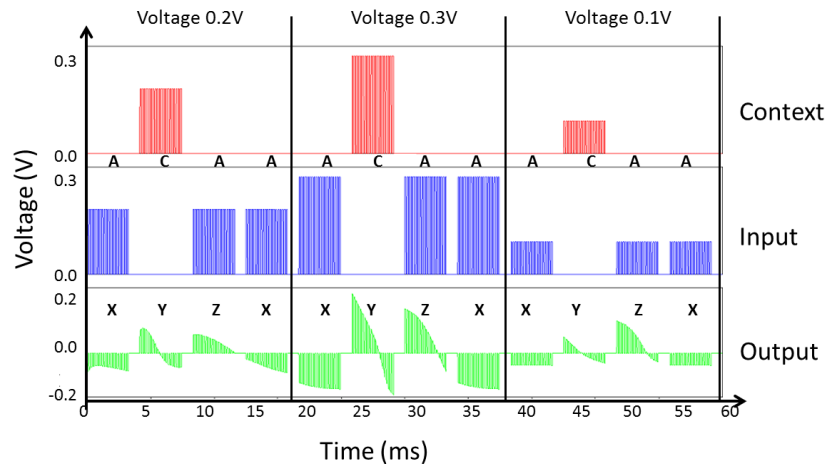 Voltage 0.2V Voltage 0.3V Voltage 0.1V
0.3
Context
0.0
A C A A A C A A A C A A
0.3
Voltage (V)
Input
0.0
0.2
X Y Z X X Y Z X X Y Z X
0.0
Output
-0.2
0 5 10 15 20 25 30 35 40 45 50 55 60
Time (ms)